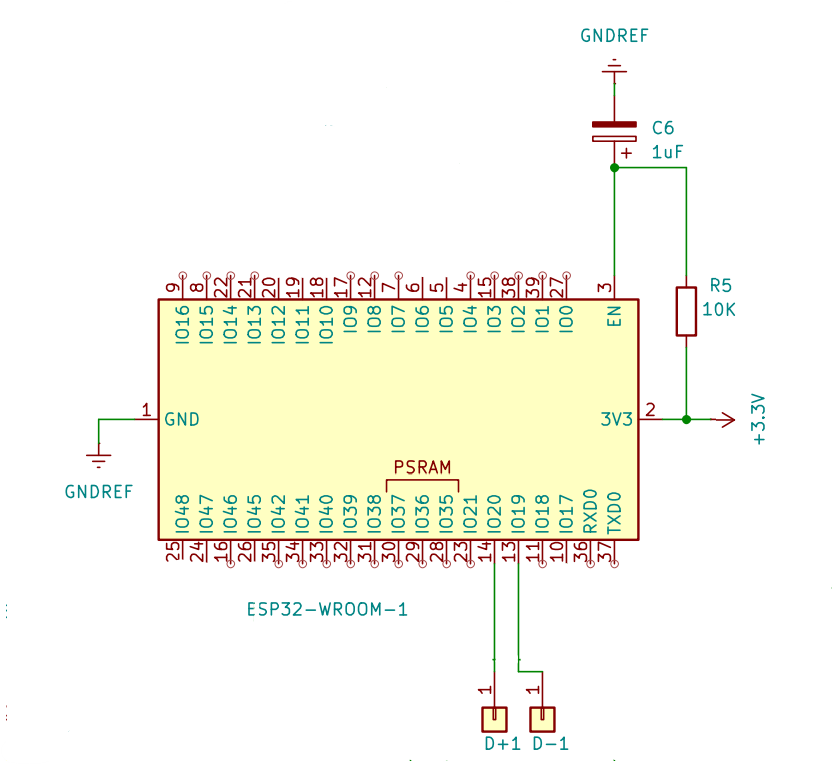 GNDREF
C6
1uF
+
9 8 22 21 20 19 18 17 12 7 6 5 4 15 38 39 27 3
IO16 IO15 IO14 IO13 IO12 IO11 IO10 IO9 IO8 IO7 IO6 IO5 IO4 IO3 IO2 IO1 IO0 EN
R5
10K
1 GND
3V3 2
+3.3V
GNDREF
PSRAM
IO48 IO47 IO46 IO45 IO42 IO41 IO40 IO39 IO38 IO37 IO36 IO35 IO21 IO20 IO19 IO18 IO17 RXD0 TXD0
25 24 16 26 35 34 33 32 31 30 29 28 23 14 13 11 10 36 37
ESP32-WROOM-1
1 1
D+1 D-1